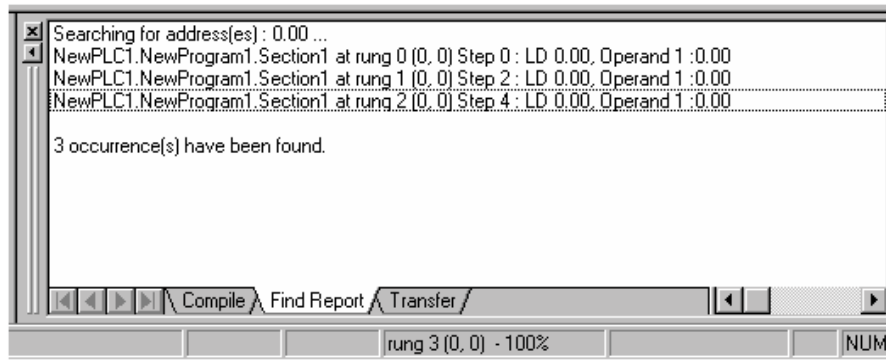 Searching for address(es) : 0.00 ...
NewPLC1.NewProgram1.Section1 at rung 0 (0, 0) Step 0 : LD 0.00, Operand 1 :0.00
NewPLC1.NewProgram1.Section1 at rung 1 (0, 0) Step 2 : LD 0.00, Operand 1 :0.00
NewPLC1.NewProgram1.Section1 at rung 2 (0, 0) Step 4 : LD 0.00, Operand 1 :0.00
3 occurrence(s) have been found.
Compile Find Report Transfer
rung 3 (0, 0) - 100% NUM